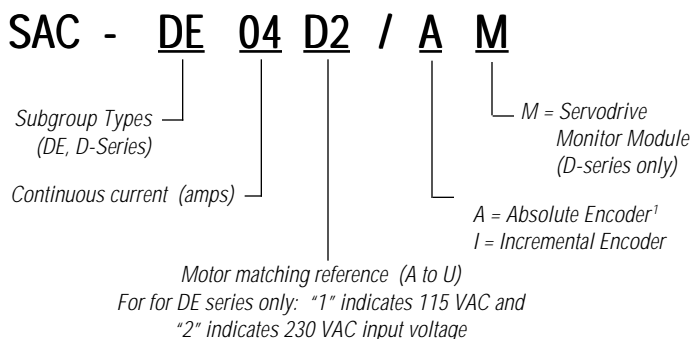 SAC - DE 04 D2 / A M
Subgroup Types
(DE, D-Series)
M = Servodrive
Monitor Module
(D-series only)
Continuous current (amps)
A = Absolute Encoder¹
I = Incremental Encoder
Motor matching reference (A to U)
For for DE series only: "1" indicates 115 VAC and
"2" indicates 230 VAC input voltage